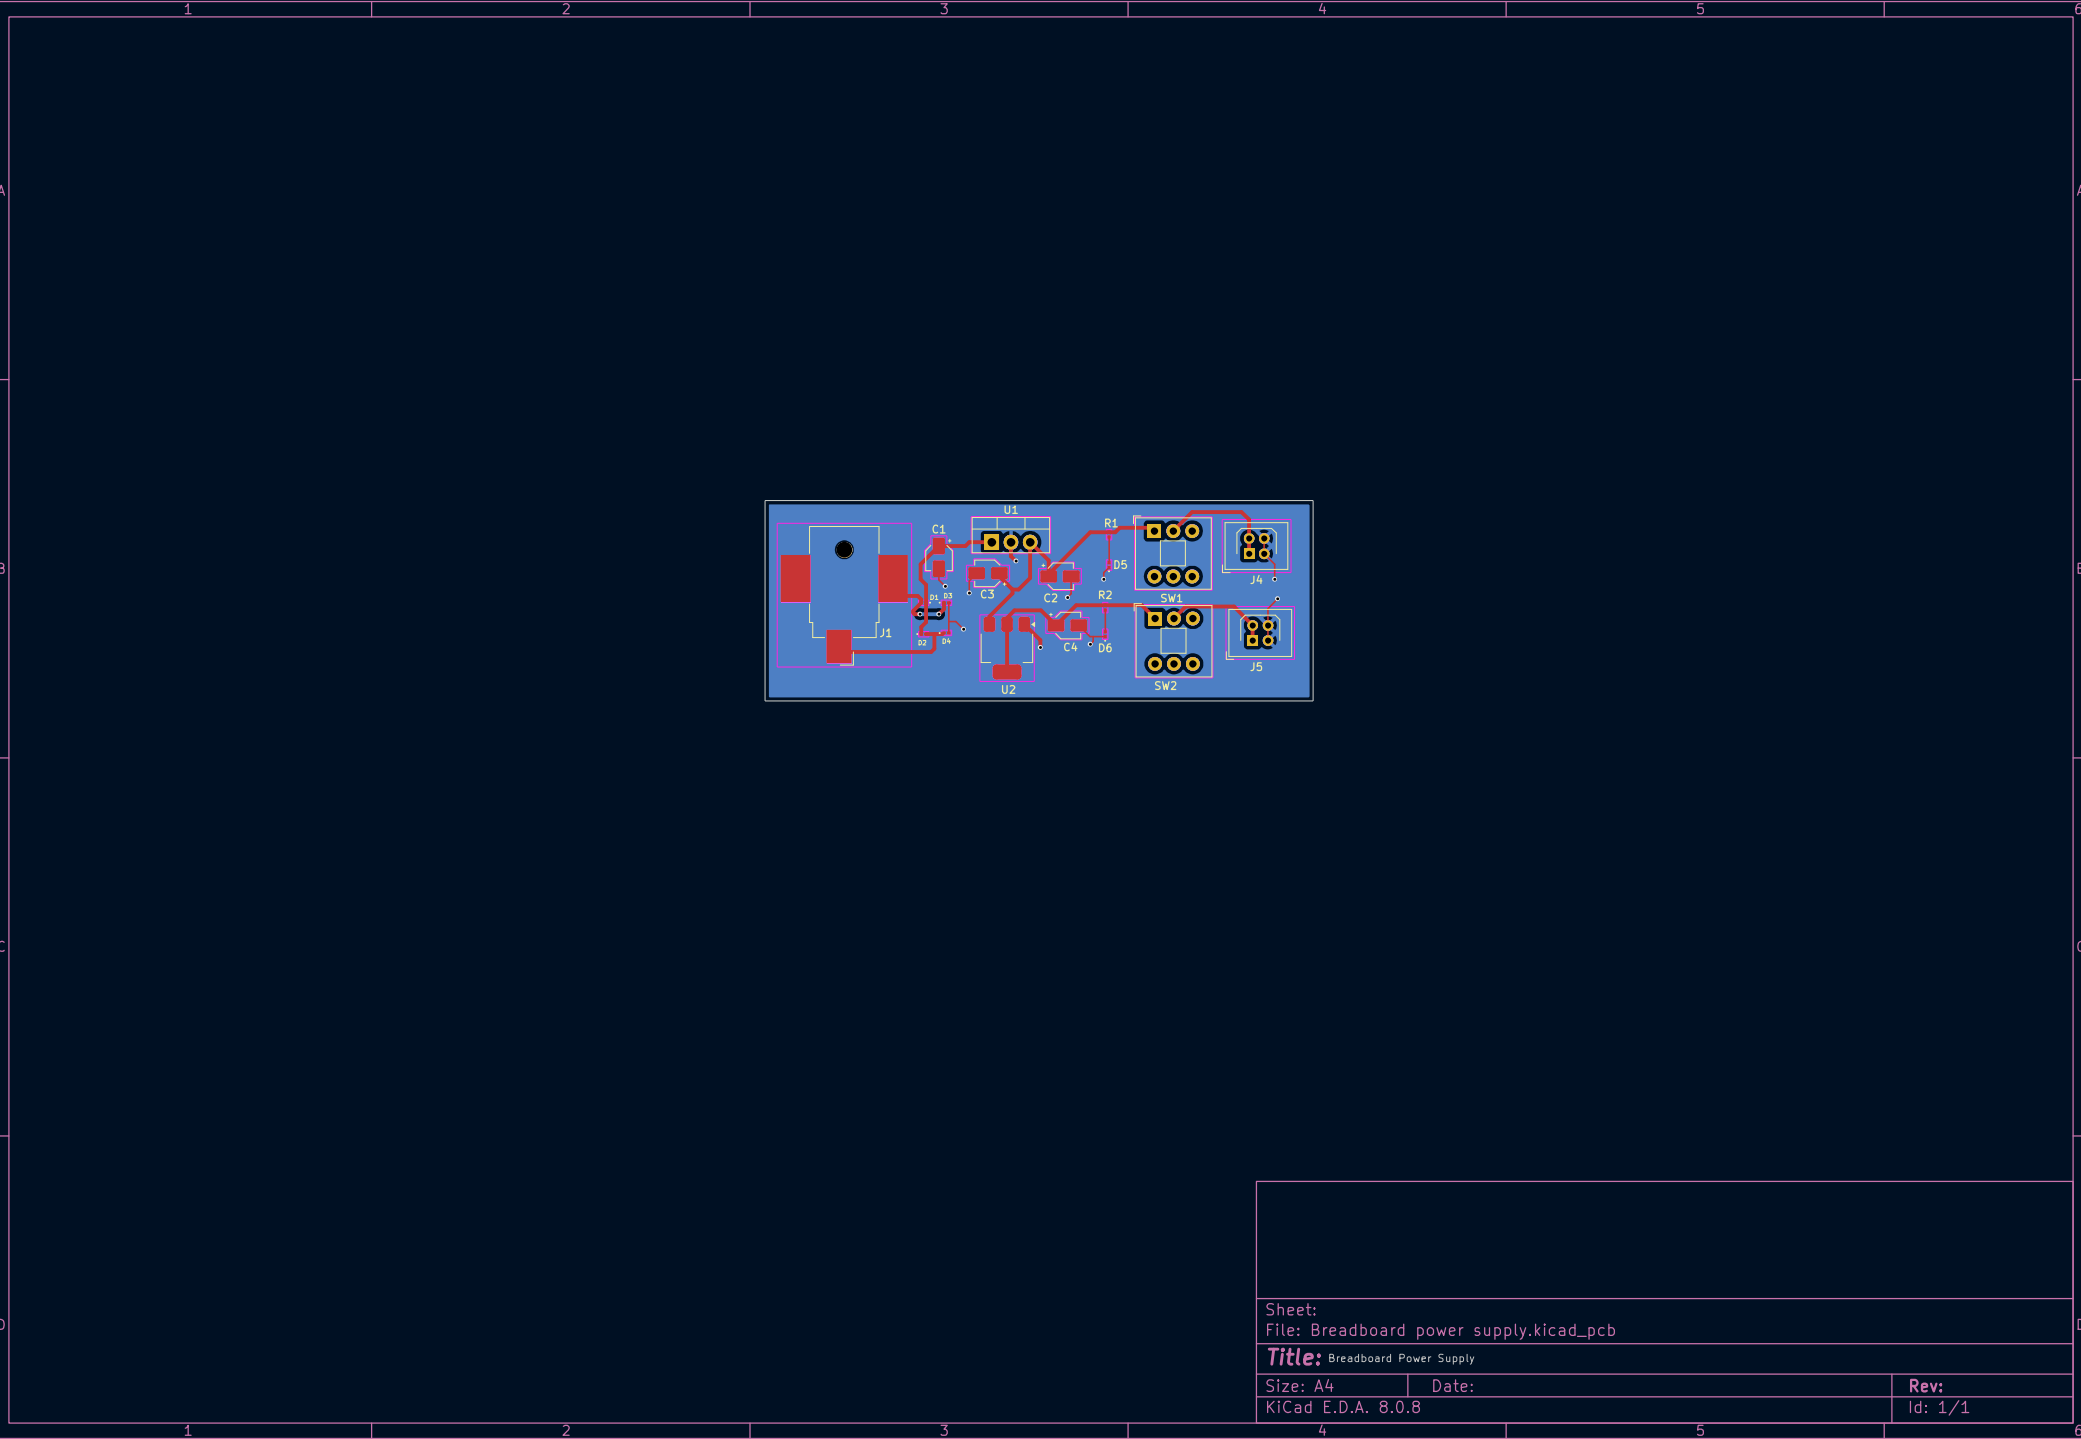 1 2 3 4 5 6
A A
B B
C C
D D
U1
R1
C1
D5
J4
C3
C2
SW1
R2
D1 D3
J1
D2 D4
C4
D6
J5
U2
SW2
Sheet:
File: Breadboard power supply.kicad_pcb
Title: Breadboard Power Supply
Size: A4 Date: Rev:
KiCad E.D.A. 8.0.8 Id: 1/1
1 2 3 4 5 6